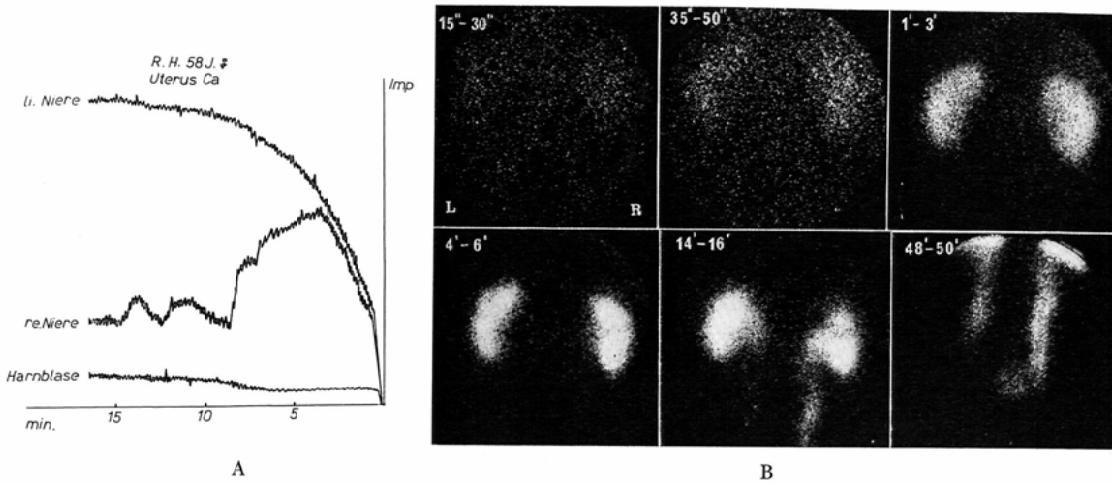 R. H. 58J. ♀
Uterus Ca
Imp
li. Niere
re.Niere
Harnblase
15
10
5
min.
A
15"-30"
35"-50"
1'-3'
L
R
4'-6'
14'-16'
48'-50'
B